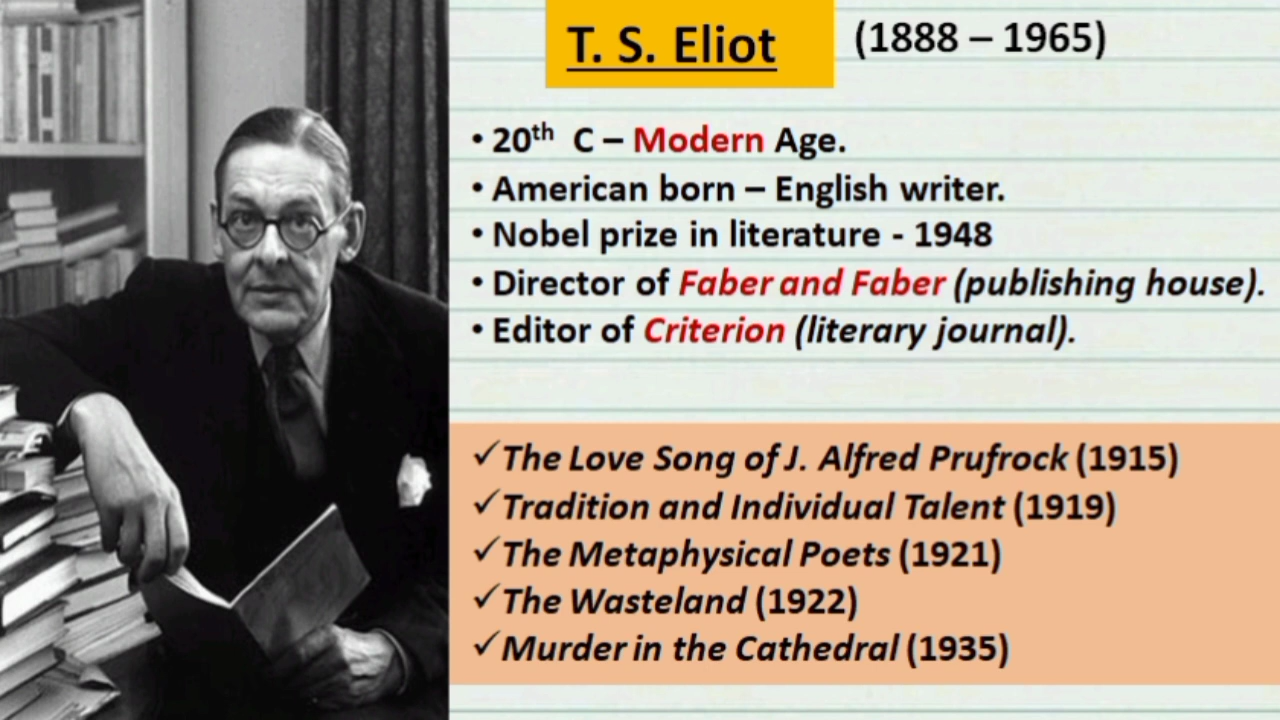 T. S. Eliot (1888 – 1965)
• 20th C – Modern Age.
• American born – English writer.
• Nobel prize in literature - 1948
• Director of Faber and Faber (publishing house).
• Editor of Criterion (literary journal).
✓The Love Song of J. Alfred Prufrock (1915)
✓Tradition and Individual Talent (1919)
✓The Metaphysical Poets (1921)
✓The Wasteland (1922)
✓Murder in the Cathedral (1935)